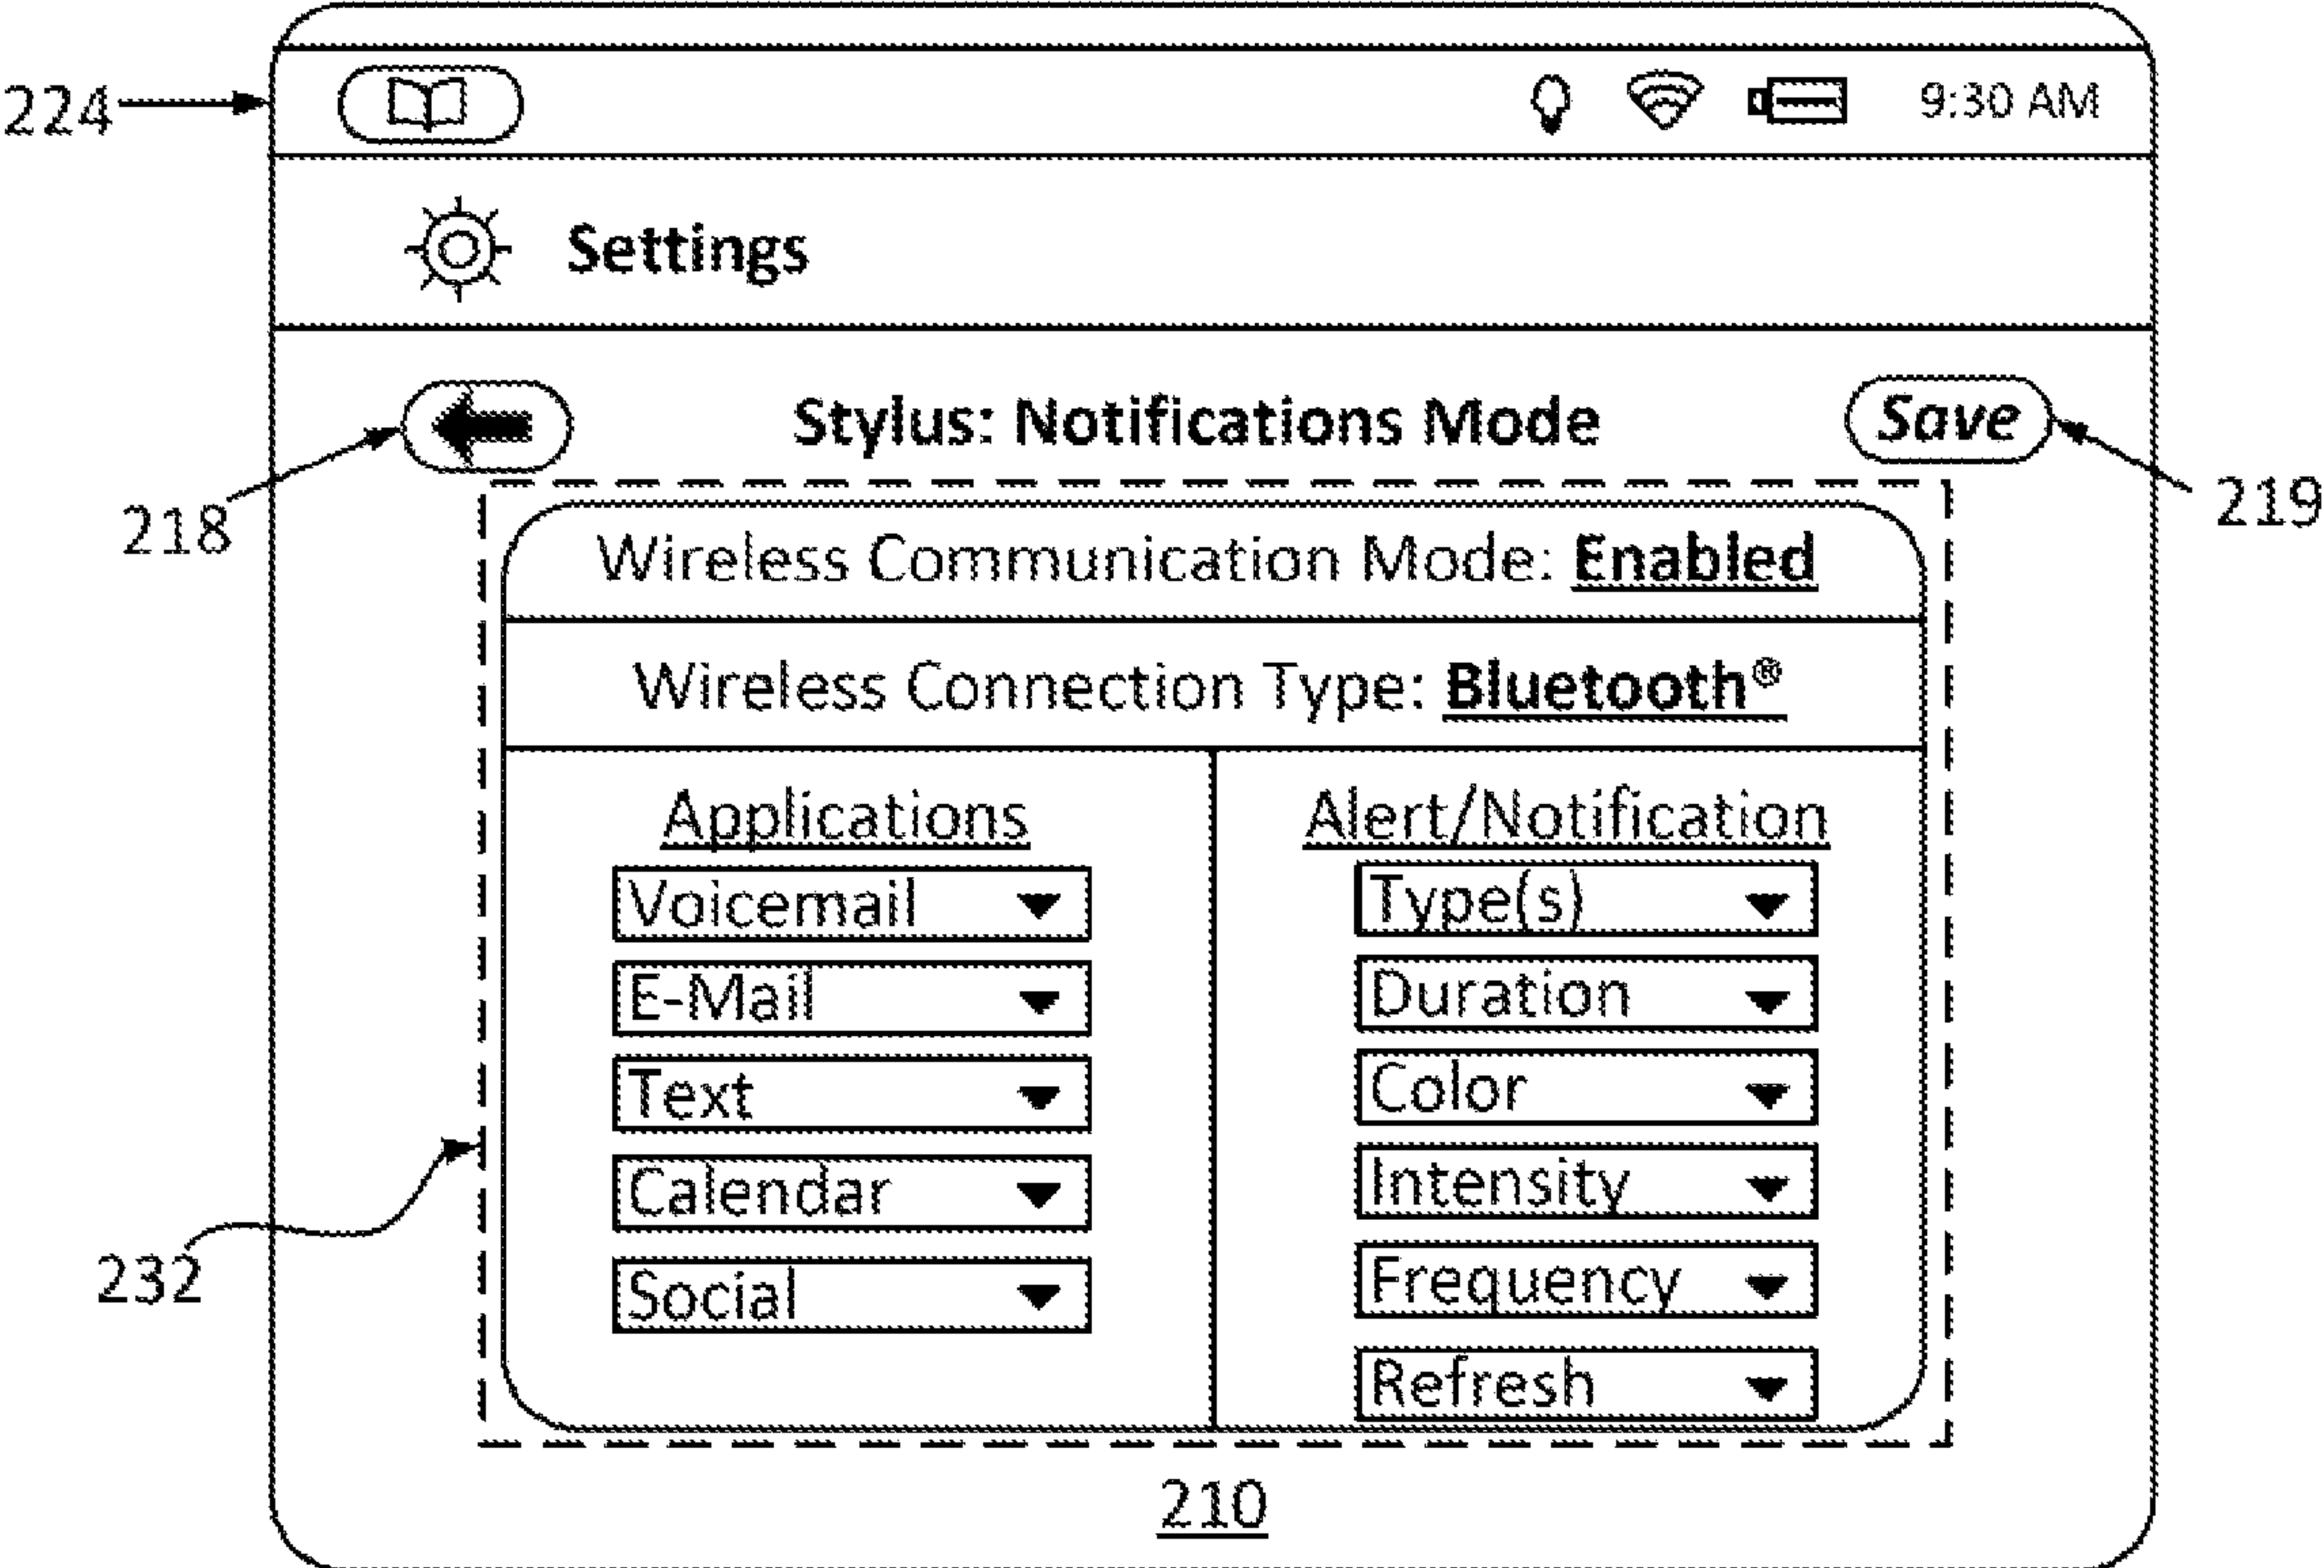 224
9:30 AM
Settings
Stylus: Notifications Mode
Save
218
219
Wireless Communication Mode: Enabled
Wireless Connection Type: Bluetooth®
Applications
Voicemail
E-Mail
Text
Calendar
Social
Alert/Notification
Type(s)
Duration
Color
Intensity
Frequency
Refresh
232
210